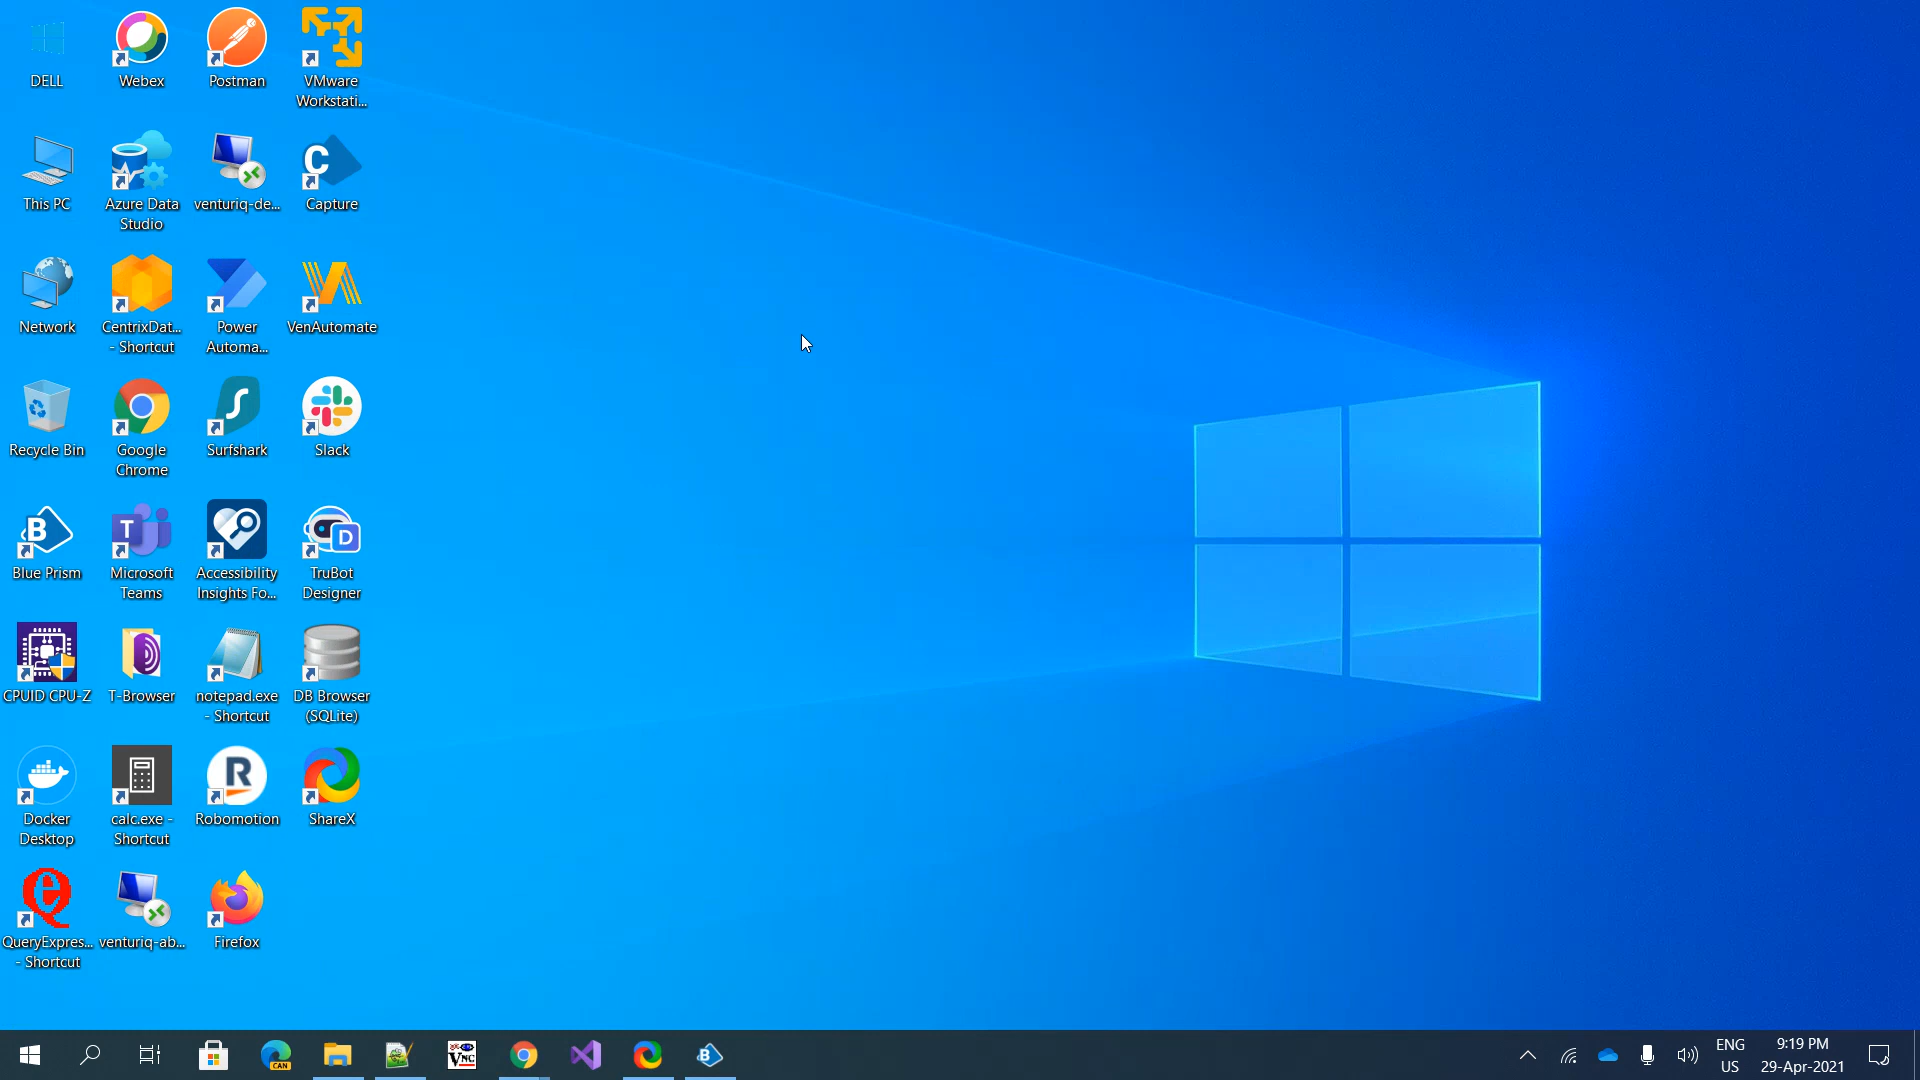 DELL
Webex
Postman
VMware
Workstati...
This PC
Azure Data
Studio
venturiq-de...
C
Capture
Network
CentrixDat...
- Shortcut
Power
Automa...
VenAutomate
Recycle Bin
Google
Chrome
Surfshark
Slack
B
Blue Prism
T
Microsoft
Teams
Accessibility
Insights Fo...
D
TruBot
Designer
CPUID CPU-Z
T-Browser
notepad.exe
- Shortcut
DB Browser
(SQLite)
Docker
Desktop
calc.exe -
Shortcut
R
Robomotion
ShareX
QueryExpres...
- Shortcut
venturiq-ab...
Firefox
CAN
VNC
B
ENG
US
9:19 PM
29-Apr-2021